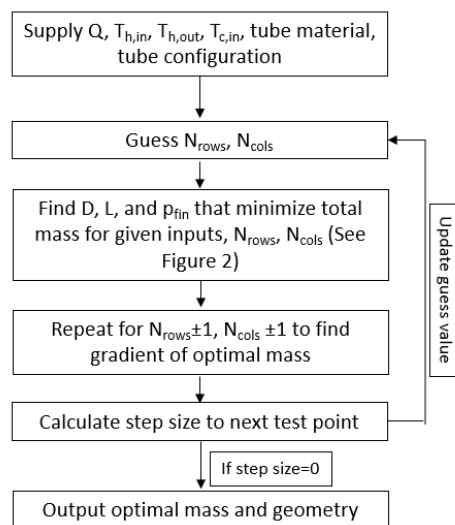 Supply Q, T_h,in, T_h,out, T_c,in, tube material,
tube configuration
Guess N_rows, N_cols
Find D, L, and p_fin that minimize total
mass for given inputs, N_rows, N_cols (See
Figure 2)
Repeat for N_rows±1, N_cols ±1 to find
gradient of optimal mass
Calculate step size to next test point
Update guess value
If step size=0
Output optimal mass and geometry